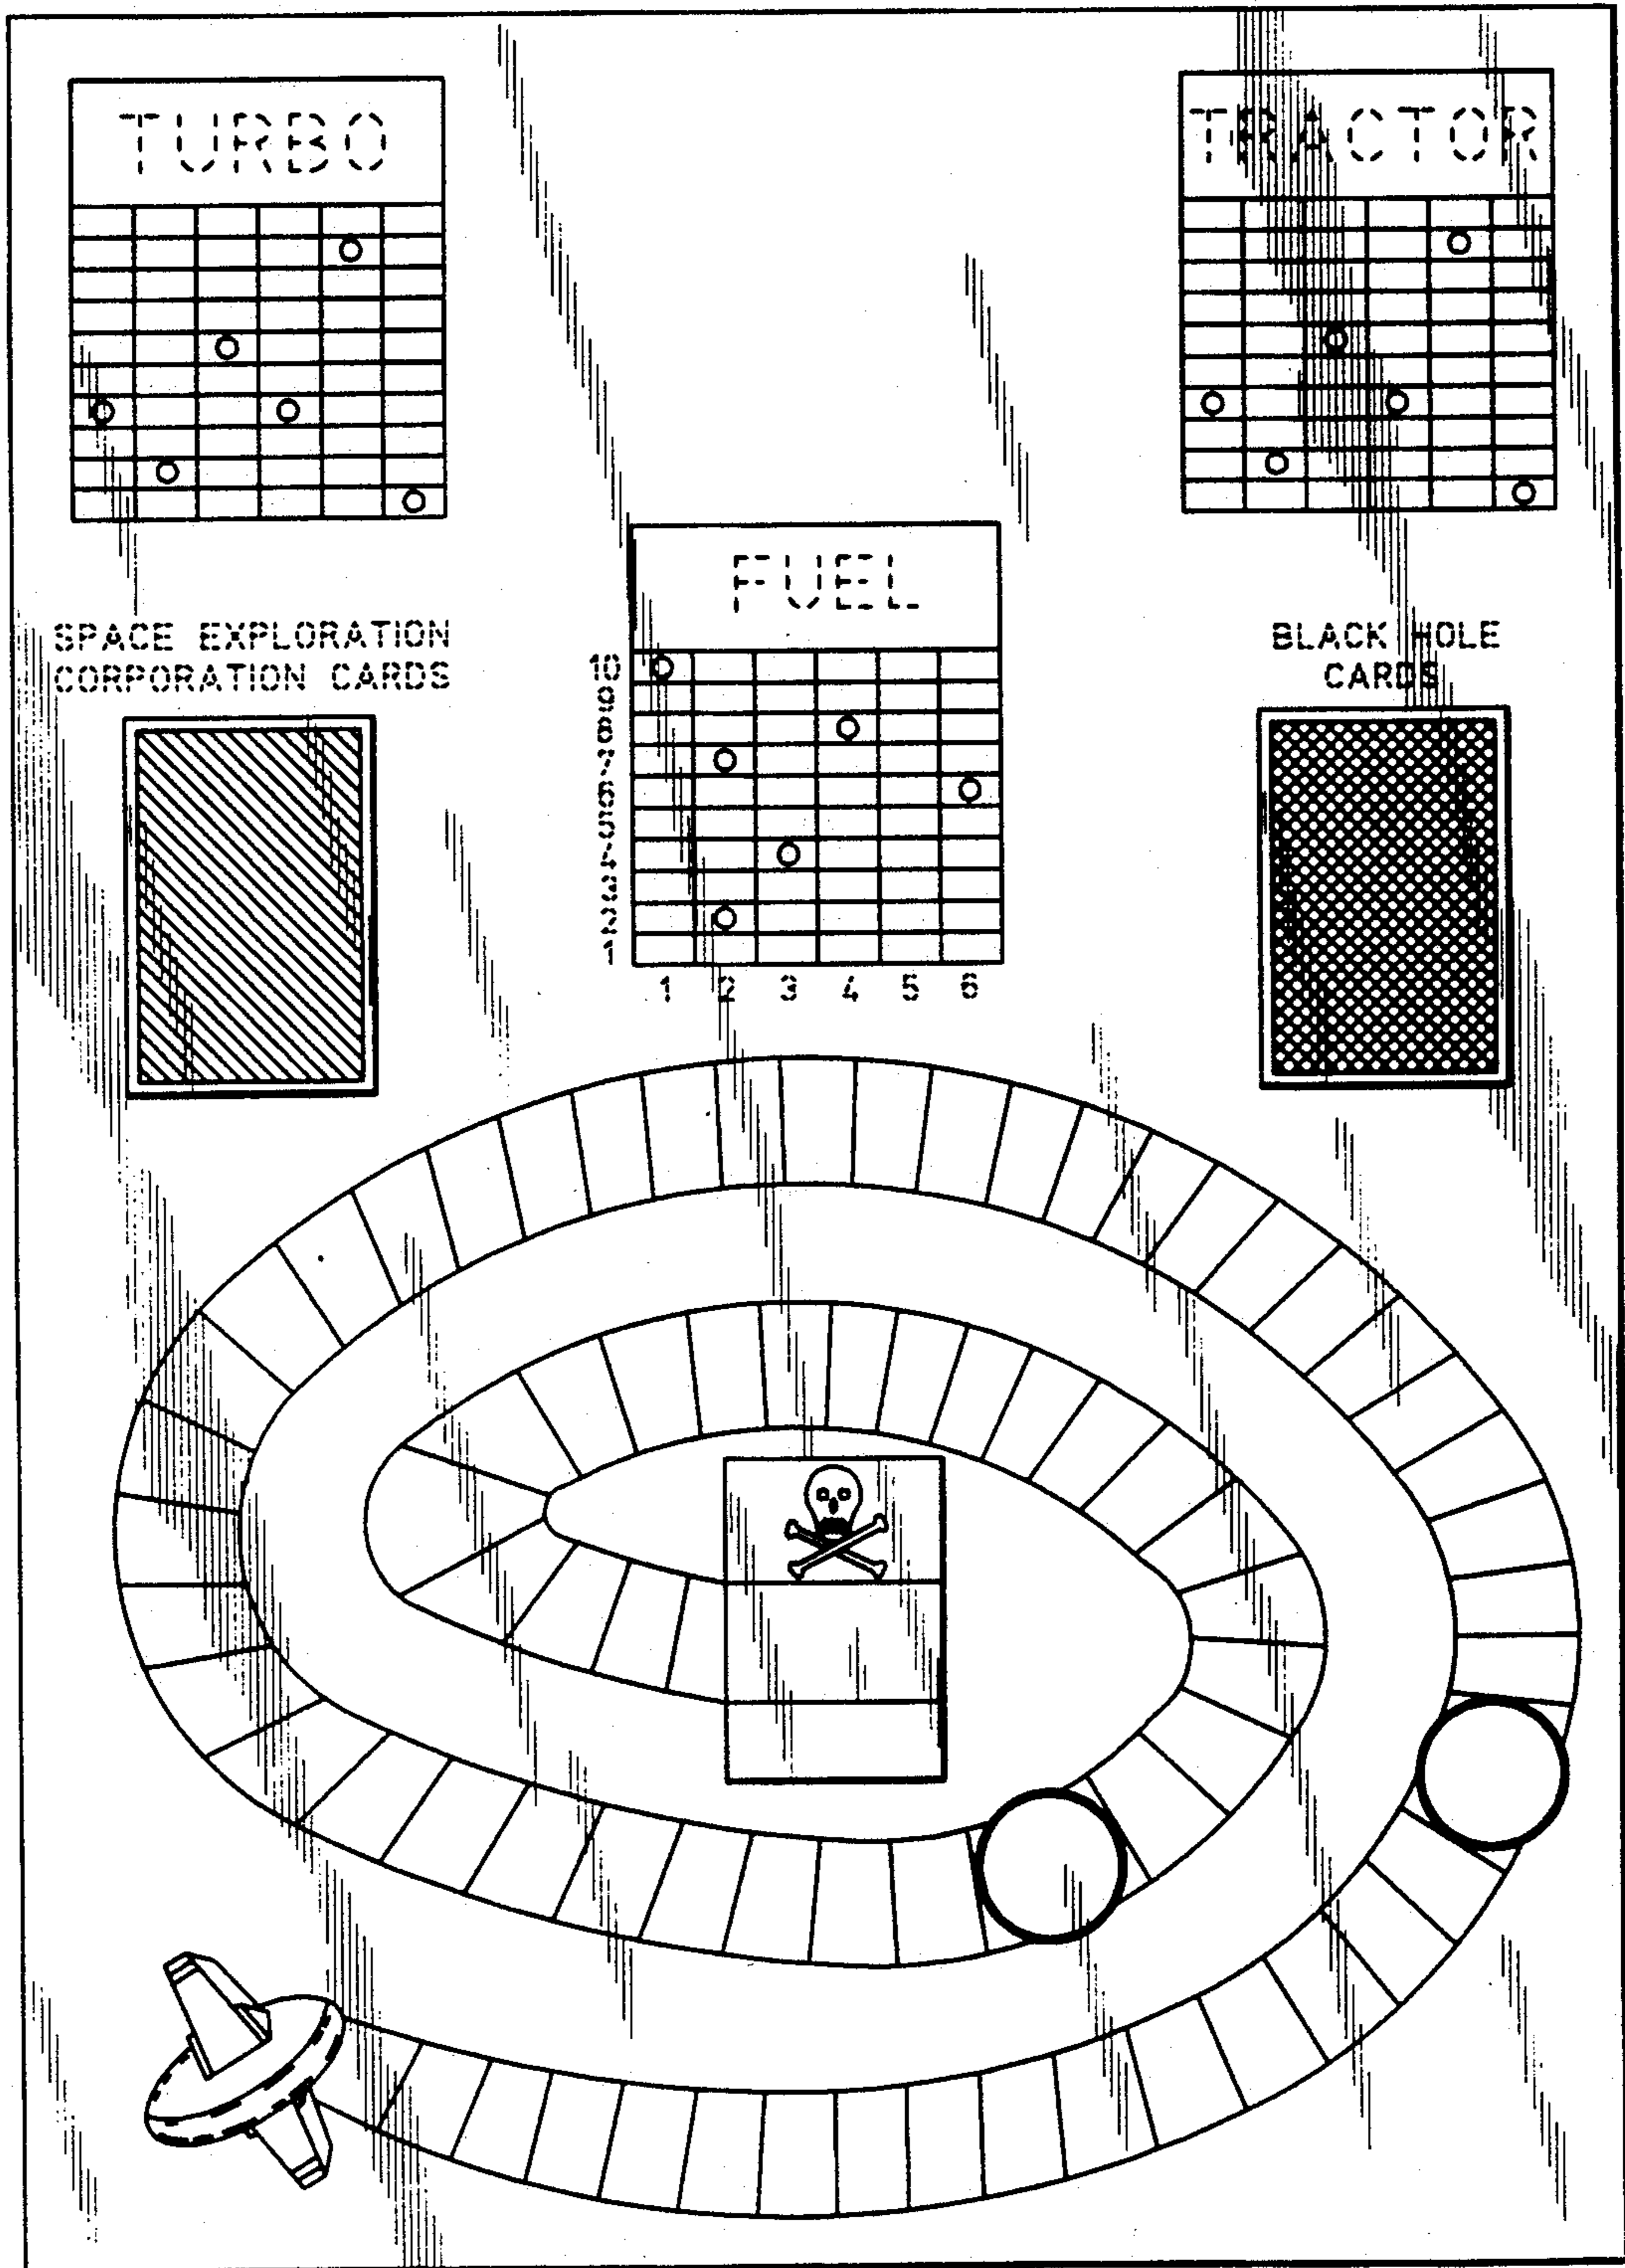 TURBO
TRACTOR
FUEL
SPACE EXPLORATION
CORPORATION CARDS
BLACK HOLE
CARDS
10
9
8
7
6
5
4
3
2
1
1 2 3 4 5 6